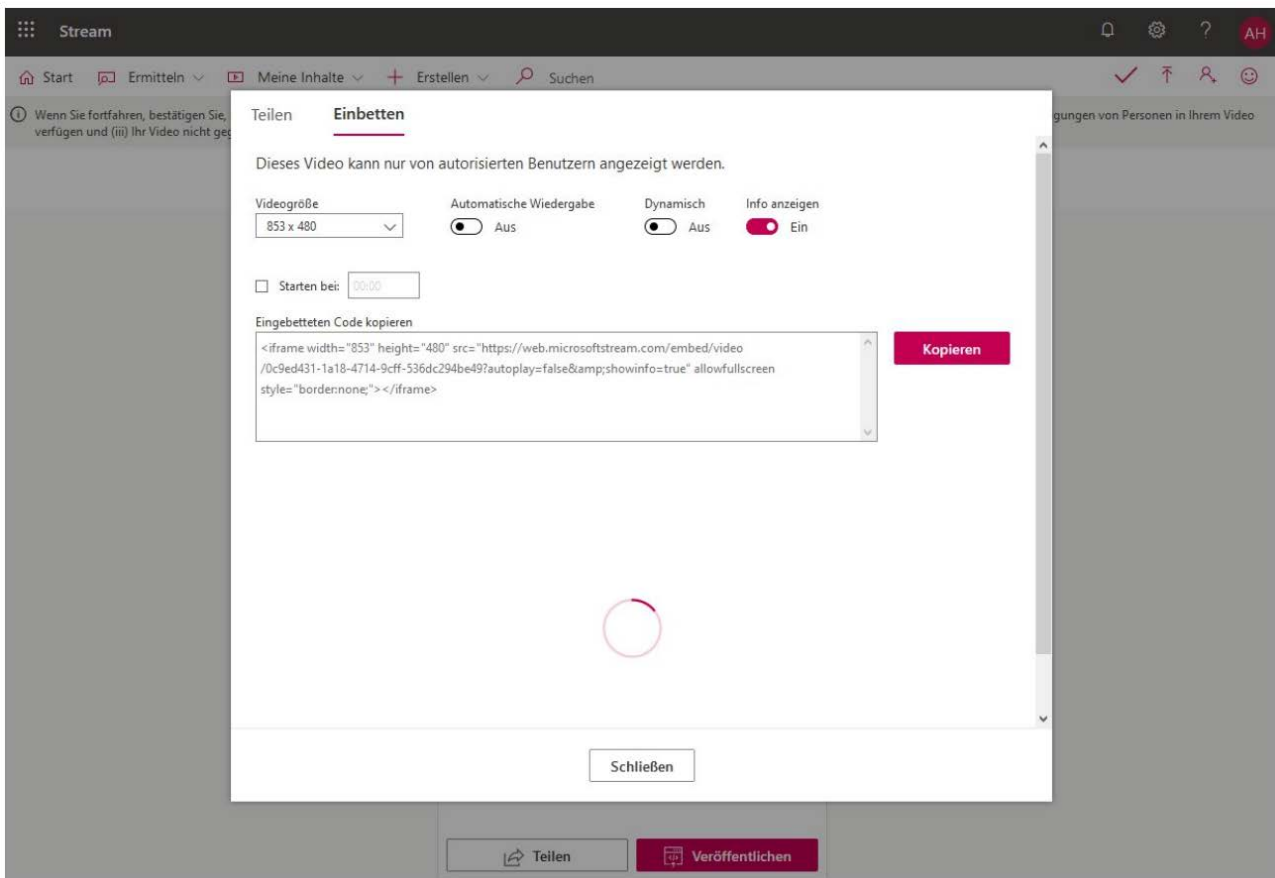 Stream
AH
Start Ermitteln Meine Inhalte Erstellen Suchen
Wenn Sie fortfahren, bestätigen Sie,
verfügen und (iii) Ihr Video nicht
gungen von Personen in Ihrem Video
Teilen Einbetten
Dieses Video kann nur von autorisierten Benutzern angezeigt werden.
Videogröße Automatische Wiedergabe Dynamisch Info anzeigen
853 x 480 Aus Aus Ein
Starten bei: 00:00
Eingebetteten Code kopieren
<iframe width="853" height="480" src="https://web.microsoftstream.com/embed/video
/0c9ed431-1a18-4714-9cff-536dc294be49?autoplay=false&amp;showinfo=true" allowfullscreen
style="border:none;"></iframe>
Kopieren
Schließen
Teilen Veröffentlichen